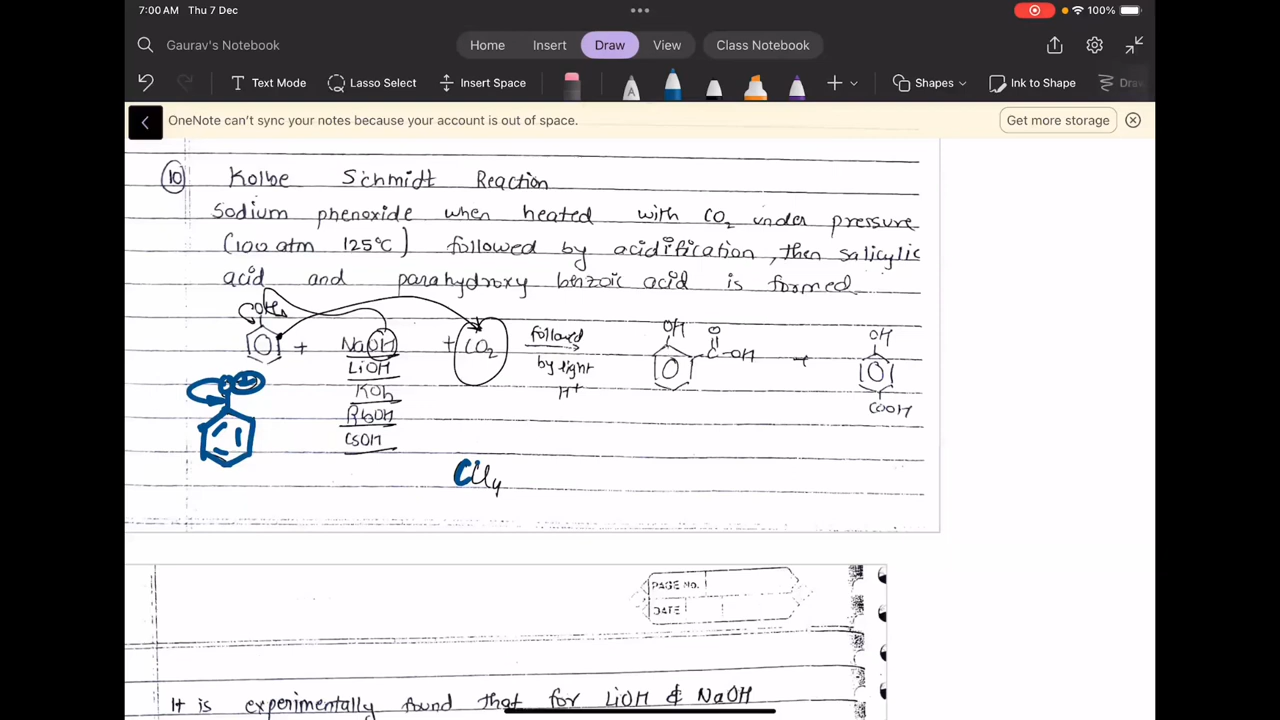 7:00 AM Thu 7 Dec
100%
Gaurav's Notebook
Home Insert Draw View Class Notebook
Text Mode Lasso Select Insert Space Shapes Ink to Shape
OneNote can't sync your notes because your account is out of space. Get more storage
10 Kolbe Schmidt Reaction
Sodium phenoxide when heated with CO2 under pressure
(100 atm 125°C) followed by acidification, then salicylic
acid and parahydroxy benzoic acid is formed
+ NaOH + CO2 followed OH O C-OH + OH
LiOH by light
KOh H+ COOH
RbOH
CsOH
CCl4
PAGE NO.
DATE
It is experimentally found that for LiOH & NaOH